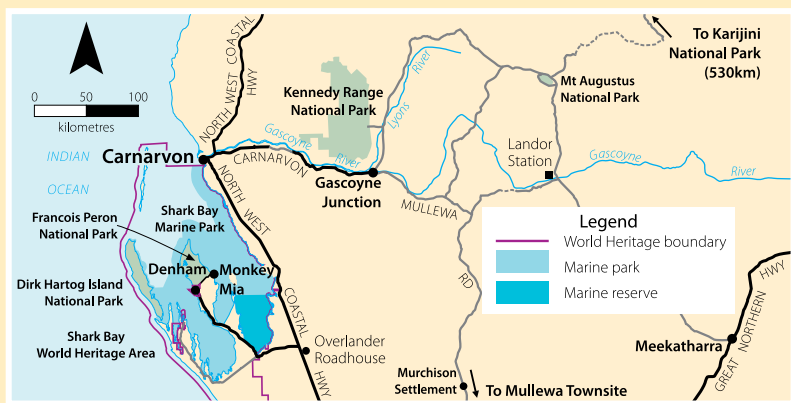 To Karijini
National Park
(530km)
NORTH WEST COASTAL
HWY
0 50 100
kilometres
Kennedy Range
National Park
Lyons
River
Mt Augustus
National Park
INDIAN
OCEAN
Carnarvon
CARNARVON
Gascoyne
River
Gascoyne
Junction
MULLEWA
RD
Landor
Station
Gascoyne
River
NORTH WEST
COASTAL
HWY
Francois Peron
National Park
Shark Bay
Marine Park
Denham
Monkey
Mia
Dirk Hartog Island
National Park
Shark Bay
World Heritage Area
Overlander
Roadhouse
Legend
World Heritage boundary
Marine park
Marine reserve
Murchison
Settlement
To Mullewa Townsite
Meekatharra
GREAT NORTHERN
HWY